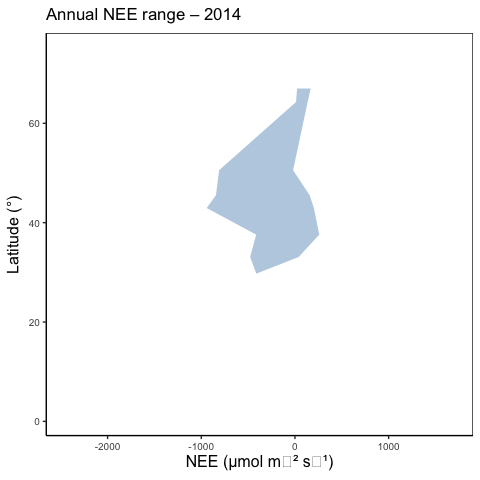 Annual NEE range – 2014
60
40
20
0
Latitude (°)
-2000 -1000 0 1000
NEE (μmol m□² s□¹)